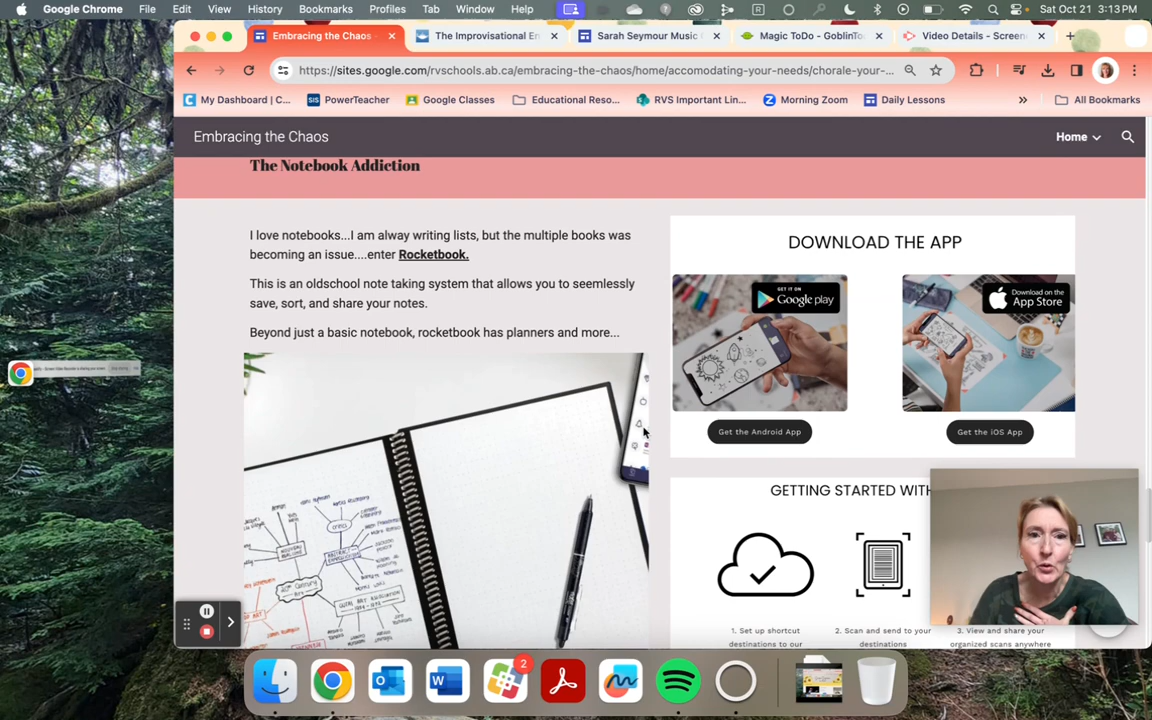 Google Chrome File Edit View History Bookmarks Profiles Tab Window Help Sat Oct 21 3:13 PM
Embracing the Chaos The Improvisational En Sarah Seymour Music Magic ToDo - GoblinTo Video Details - Screen
https://sites.google.com/rvschools.ab.ca/embracing-the-chaos/home/accomodating-your-needs/chorale-your-...
My Dashboard | C... SIS PowerTeacher Google Classes Educational Reso... RVS Important Lin... Morning Zoom Daily Lessons » All Bookmarks
Embracing the Chaos Home
The Notebook Addiction
I love notebooks...I am alway writing lists, but the multiple books was
becoming an issue....enter Rocketbook.
This is an oldschool note taking system that allows you to seemlessly
save, sort, and share your notes.
Beyond just a basic notebook, rocketbook has planners and more...
DOWNLOAD THE APP
GET IT ON
Google play
Download on the
App Store
Get the Android App
Get the iOS App
GETTING STARTED WITH
1. Set up shortcut
destinations to our
2. Scan and send to your
destinations
3. View and share your
organized scans anywhere
2